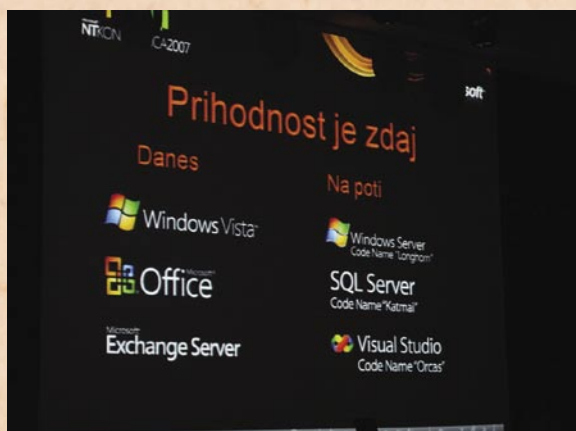 Microsoft
NTKON
CA2007
soft
Prihodnost je zdaj
Danes
Windows Vista
Microsoft
Office
Microsoft
Exchange Server
Na poti
Windows Server
Code Name "Longhorn"
SQL Server
Code Name "Katmai"
Visual Studio
Code Name "Orcas"